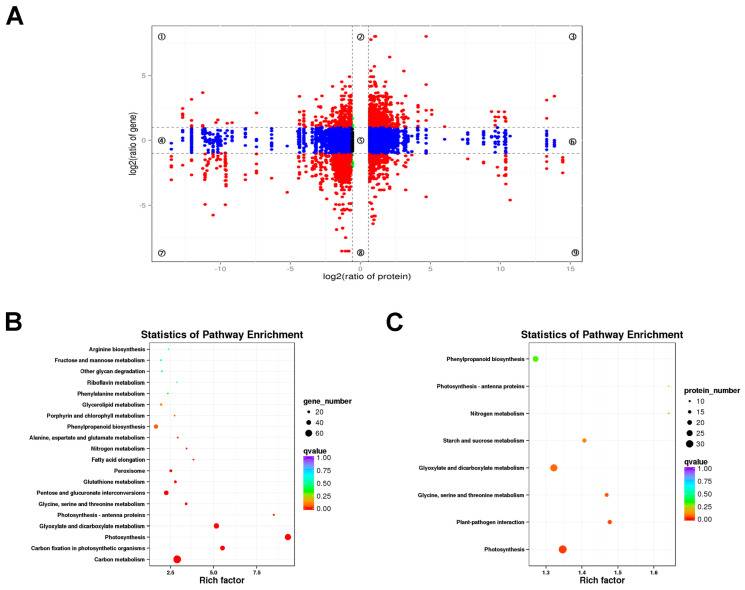 A
① ② ③
5
④ ⑤ ⑥
0
-5
⑦ ⑧ ⑨
log2(ratio of gene)
-10 -5 0 5 10 15
log2(ratio of protein)
B
Statistics of Pathway Enrichment
Arginine biosynthesis
Fructose and mannose metabolism
Other glycan degradation
Riboflavin metabolism
Phenylalanine metabolism
Glycerolipid metabolism
Porphyrin and chlorophyll metabolism
Phenylpropanoid biosynthesis
Alanine, aspartate and glutamate metabolism
Nitrogen metabolism
Fatty acid elongation
Peroxisome
Glutathione metabolism
Pentose and glucuronate interconversions
Glycine, serine and threonine metabolism
Photosynthesis - antenna proteins
Glyoxylate and dicarboxylate metabolism
Photosynthesis
Carbon fixation in photosynthetic organisms
Carbon metabolism
2.5 5.0 7.5
Rich factor
gene_number
20
40
60
qvalue
1.00
0.75
0.50
0.25
0.00
C
Statistics of Pathway Enrichment
Phenylpropanoid biosynthesis
Photosynthesis - antenna proteins
Nitrogen metabolism
Starch and sucrose metabolism
Glyoxylate and dicarboxylate metabolism
Glycine, serine and threonine metabolism
Plant-pathogen interaction
Photosynthesis
1.3 1.4 1.5 1.6
Rich factor
protein_number
10
15
20
25
30
qvalue
1.00
0.75
0.50
0.25
0.00